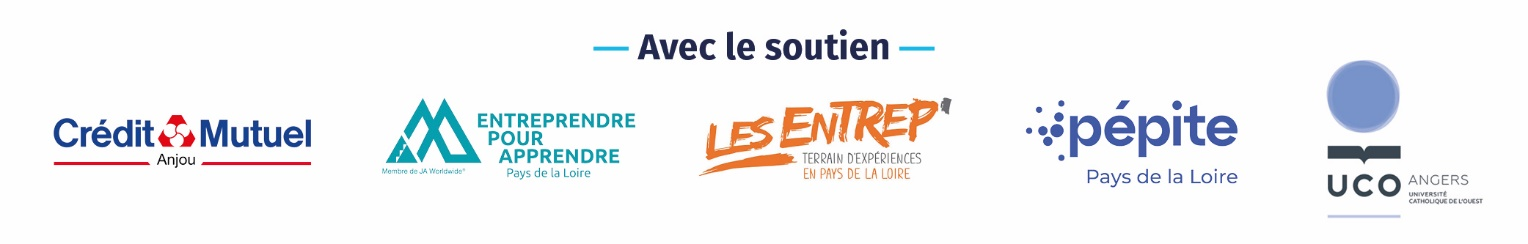 Avec le soutien
Crédit Mutuel
Anjou
ENTREPRENDRE
POUR
APPRENDRE
Membre de JA Worldwide®
Pays de la Loire
LES ENTREP'
TERRAIN D'EXPÉRIENCES
EN PAYS DE LA LOIRE
pépite
Pays de la Loire
UCO ANGERS
UNIVERSITÉ
CATHOLIQUE DE L'OUEST